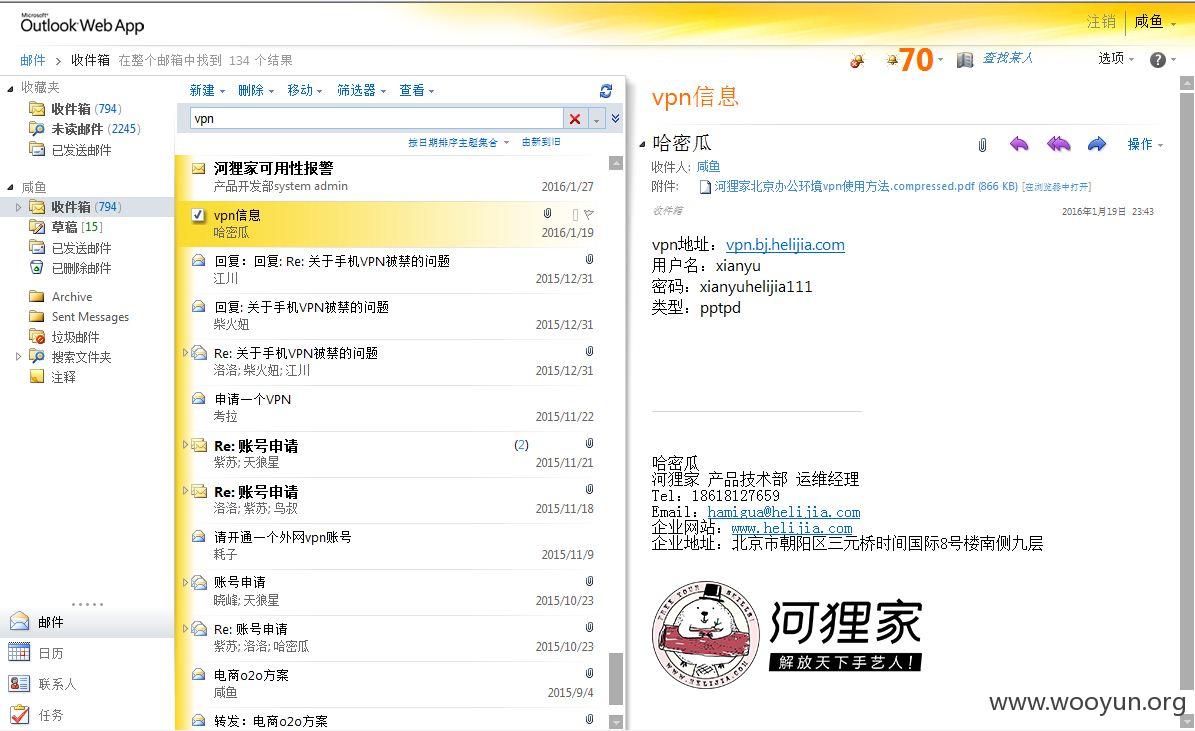 Microsoft®
Outlook Web App
注销 咸鱼
邮件 > 收件箱 在整个邮箱中找到 134 个结果
70 查找某人 选项
收藏夹
收件箱 (794)
未读邮件 (2245)
已发送邮件
咸鱼
收件箱 (794)
草稿 [15]
已发送邮件
已删除邮件
Archive
Sent Messages
垃圾邮件
搜索文件夹
注释
邮件
日历
联系人
任务
新建 删除 移动 筛选器 查看
vpn
按日期排序主题集合 由新到旧
河狸家可用性报警
产品开发部system admin 2016/1/27
vpn信息
哈密瓜 2016/1/19
回复：回复: Re: 关于手机VPN被禁的问题
江川 2015/12/31
回复: 关于手机VPN被禁的问题
柴火妞 2015/12/31
Re: 关于手机VPN被禁的问题
洛洛; 柴火妞; 江川 2015/12/31
申请一个VPN
考拉 2015/11/22
Re: 账号申请 (2)
紫苏; 天狼星 2015/11/21
Re: 账号申请
洛洛; 紫苏; 鸟叔 2015/11/18
请开通一个外网vpn账号
耗子 2015/11/9
账号申请
晓峰; 天狼星 2015/10/23
Re: 账号申请
紫苏; 洛洛; 哈密瓜 2015/10/23
电商o2o方案
咸鱼 2015/9/4
转发：电商o2o方案
vpn信息
哈密瓜 操作
收件人: 咸鱼
附件: 河狸家北京办公环境vpn使用方法.compressed.pdf (866 KB) [在浏览器中打开]
收件箱 2016年1月19日 23:43
vpn地址：vpn.bj.helijia.com
用户名：xianyu
密码：xianyuhelijia111
类型：pptpd
哈密瓜
河狸家 产品技术部 运维经理
Tel：18618127659
Email：hamigua@helijia.com
企业网站：www.helijia.com
企业地址：北京市朝阳区三元桥时间国际8号楼南侧九层
FREE YOUR SKILLS!
WWW.HELIJIA.COM
河狸家
解放天下手艺人！
www.wooyun.org